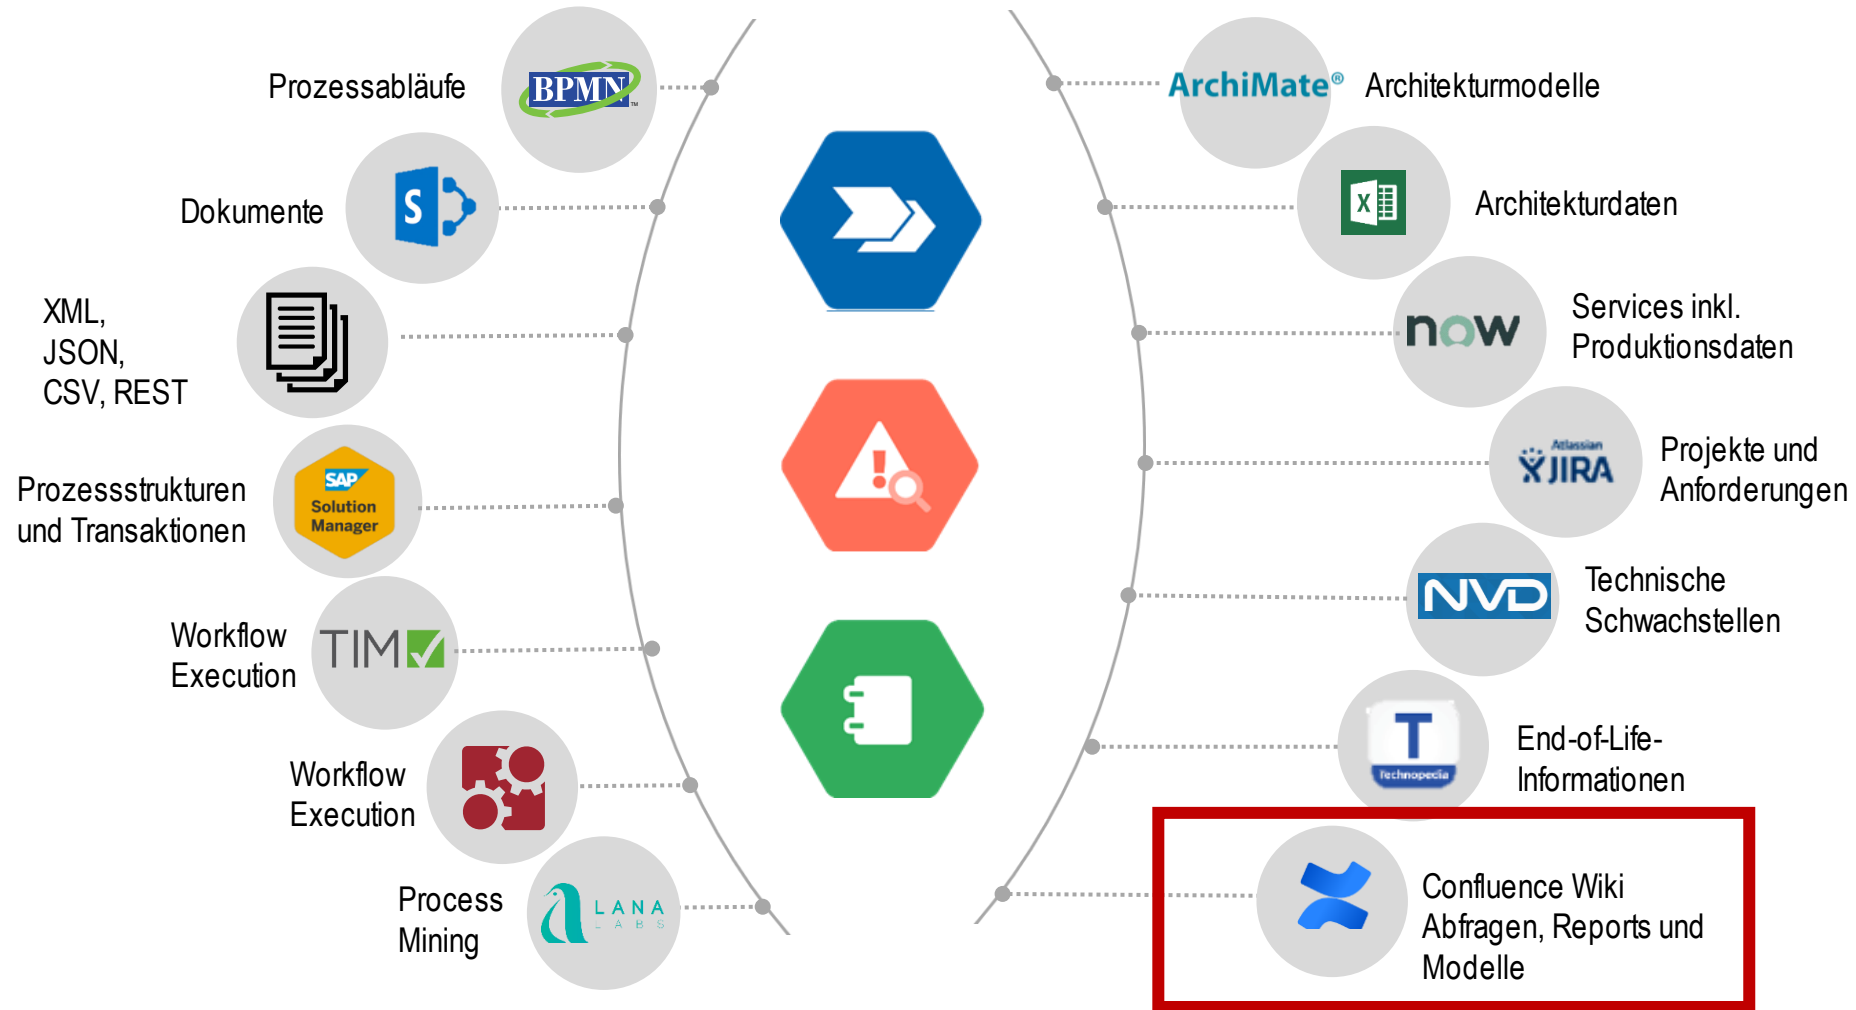 Prozessabläufe
BPMN
TM
Dokumente
S
XML,
JSON,
CSV, REST
Prozessstrukturen
und Transaktionen
SAP
Solution
Manager
Workflow
Execution
TIM
Workflow
Execution
Process
Mining
LANA
LABS
ArchiMate®
Architekturmodelle
X
Architekturdaten
now
Services inkl.
Produktionsdaten
Atlassian
JIRA
Projekte und
Anforderungen
NVD
Technische
Schwachstellen
T
Technopedia
End-of-Life-
Informationen
Confluence Wiki
Abfragen, Reports und
Modelle